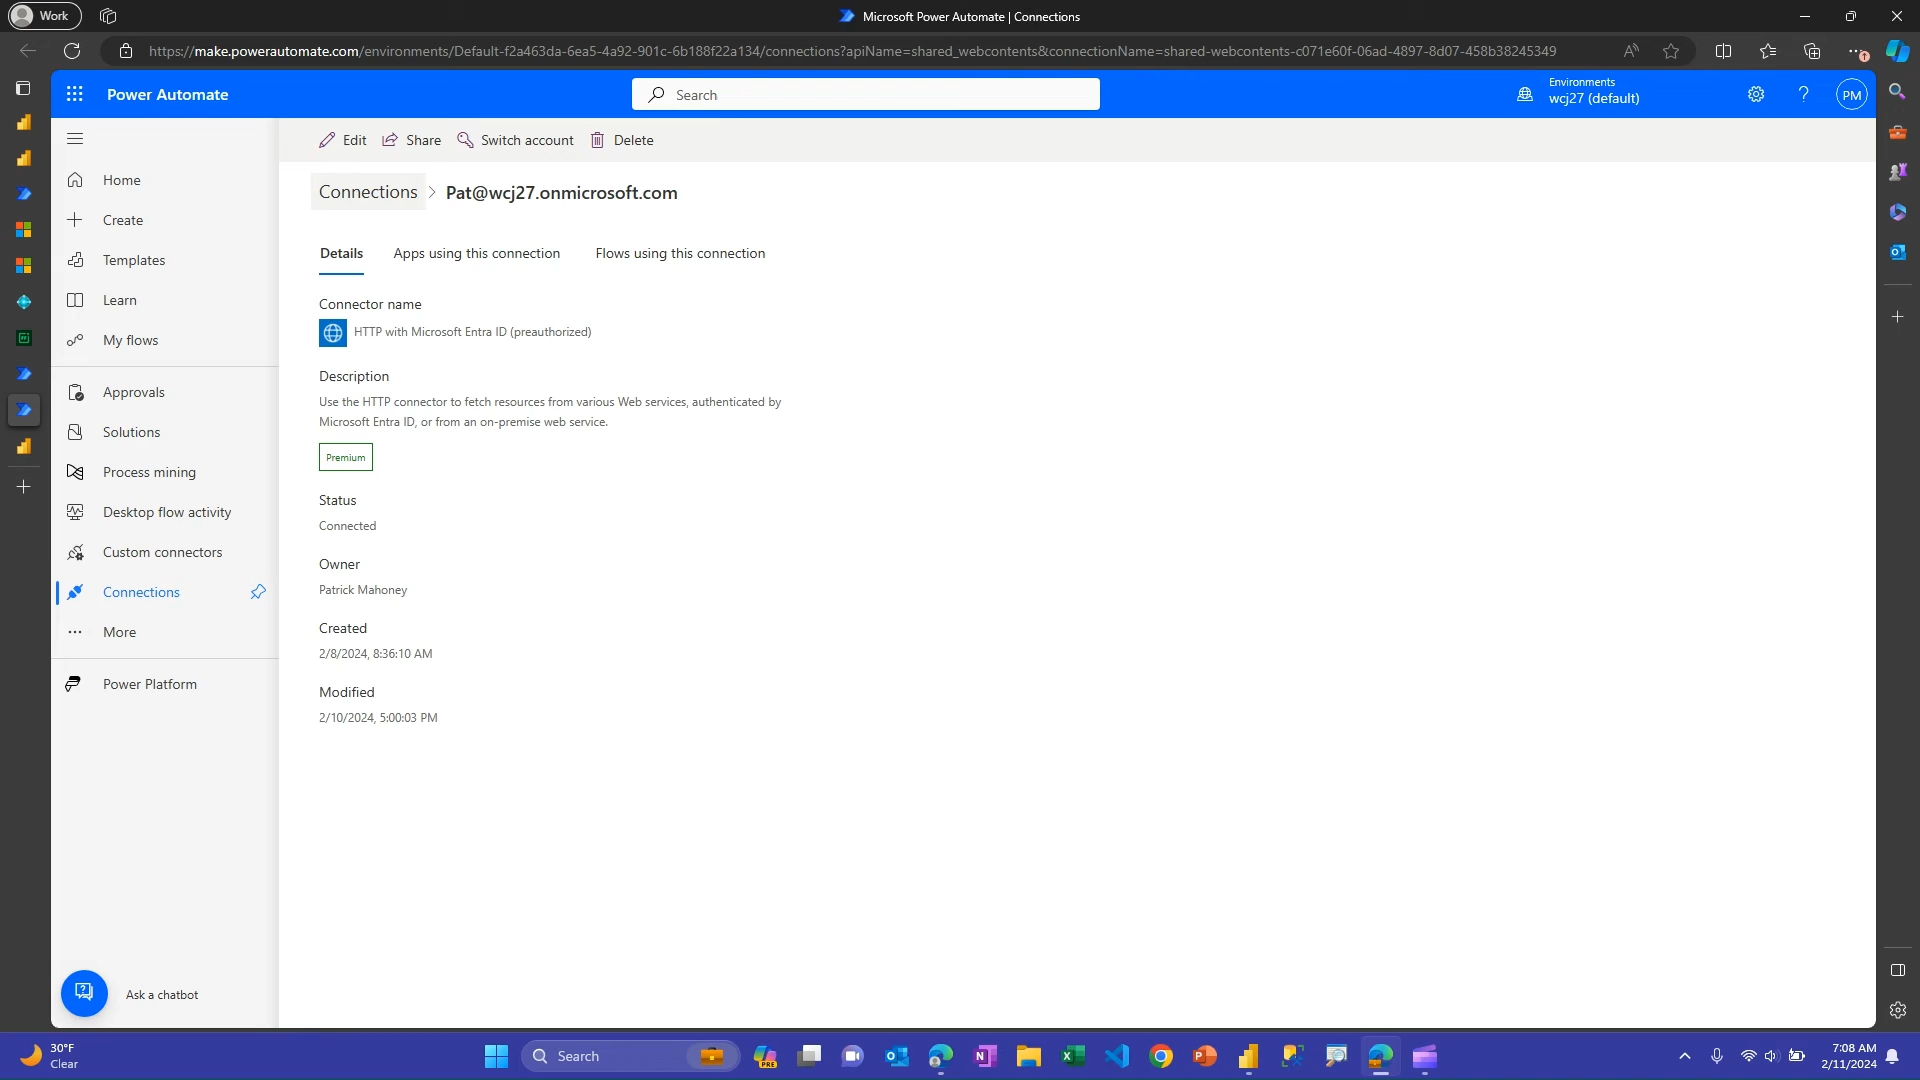 Work
Microsoft Power Automate | Connections
https://make.powerautomate.com/environments/Default-f2a463da-6ea5-4a92-901c-6b188f22a134/connections?apiName=shared_webcontents&connectionName=shared-webcontents-c071e60f-06ad-4897-8d07-458b38245349
Power Automate
Search
Environments
wcj27 (default)
?
PM
Edit
Share
Switch account
Delete
Home
Create
Templates
Learn
My flows
Approvals
Solutions
Process mining
Desktop flow activity
Custom connectors
Connections
More
Power Platform
Ask a chatbot
Connections > Pat@wcj27.onmicrosoft.com
Details
Apps using this connection
Flows using this connection
Connector name
HTTP with Microsoft Entra ID (preauthorized)
Description
Use the HTTP connector to fetch resources from various Web services, authenticated by
Microsoft Entra ID, or from an on-premise web service.
Premium
Status
Connected
Owner
Patrick Mahoney
Created
2/8/2024, 8:36:10 AM
Modified
2/10/2024, 5:00:03 PM
30°F
Clear
Search
PRE
7:08 AM
2/11/2024